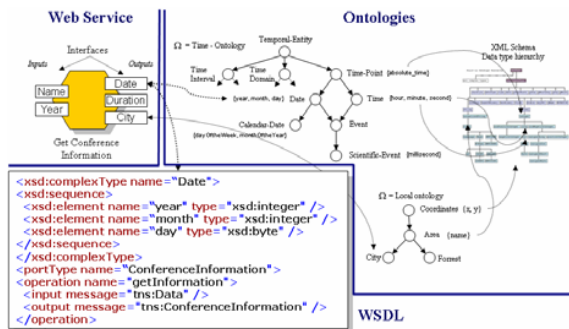 Web Service
Interfaces
Inputs
Outputs
Name
Year
Date
Duration
City
Get Conference
Information
Ontologies
Ω = Time - Ontology
Temporal-Entity
Time
Interval
Time
Domain
Time-Point
[absolute_time]
{year, month, day}
Date
Time
{hour, minute, second}
Calendar-Date
{dayOftheWeek, monthOftheYear}
Event
Scientific-Event
{millisecond}
XML Schema
Data type hierarchy
Ω = Local ontology
Coordinates {x, y}
Area {name}
City
Forrest
<xsd:complexType name="Date">
<xsd:sequence>
<xsd:element name="year" type="xsd:integer" />
<xsd:element name="month" type="xsd:integer" />
<xsd:element name="day" type="xsd:byte" />
</xsd:sequence>
</xsd:complexType>
<portType name="ConferenceInformation">
<operation name="getInformation">
<input message="tns:Data" />
<output message="tns:ConferenceInformation" />
</operation>
WSDL